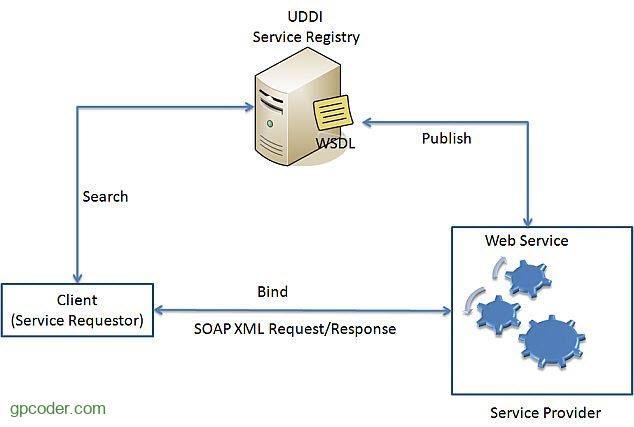 UDDI
Service Registry
WSDL
Publish
Search
Web Service
Client
(Service Requestor)
Bind
SOAP XML Request/Response
gpcoder.com
Service Provider